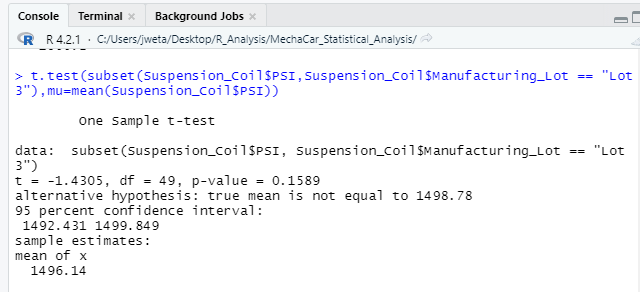 Console Terminal × Background Jobs ×
R 4.2.1 · C:/Users/jweta/Desktop/R_Analysis/MechaCar_Statistical_Analysis/
> t.test(subset(Suspension_Coil$PSI,Suspension_Coil$Manufacturing_Lot == "Lot
3"),mu=mean(Suspension_Coil$PSI))
One Sample t-test
data:  subset(Suspension_Coil$PSI, Suspension_Coil$Manufacturing_Lot == "Lot
3")
t = -1.4305, df = 49, p-value = 0.1589
alternative hypothesis: true mean is not equal to 1498.78
95 percent confidence interval:
1492.431 1499.849
sample estimates:
mean of x
1496.14